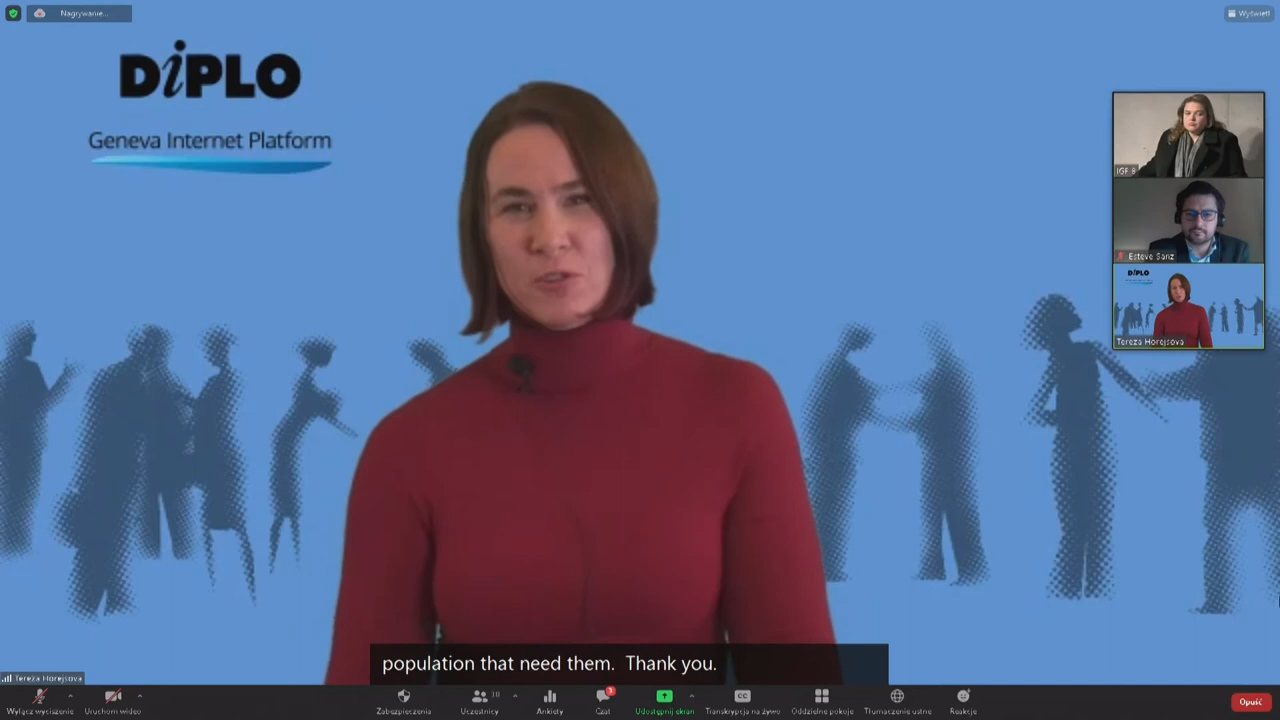 Nagrywanie...
Wyświetl
DiPLO
Geneva Internet Platform
IGF 8
Esteve Sanz
DiPLO
Tereza Horejsova
population that need them. Thank you.
Tereza Horejsova
Wyłącz wyciszenie
Uruchom wideo
Zabezpieczenia
Uczestnicy
Ankiety
Czat
Udostępnij ekran
CC
Transkrypcja na żywo
Oddzielne pokoje
Tłumaczenie ustne
Reakcje
Opuść